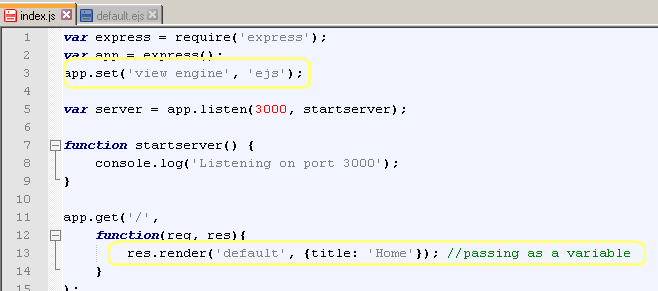 index.js default.ejs
1 var express = require('express');
2 var app = express();
3 app.set('view engine', 'ejs');
4
5 var server = app.listen(3000, startserver);
6
7 function startserver() {
8 console.log('Listening on port 3000');
9 }
10
11 app.get('/',
12 function(req, res){
13 res.render('default', {title: 'Home'}); //passing as a variable
14 }
15 );